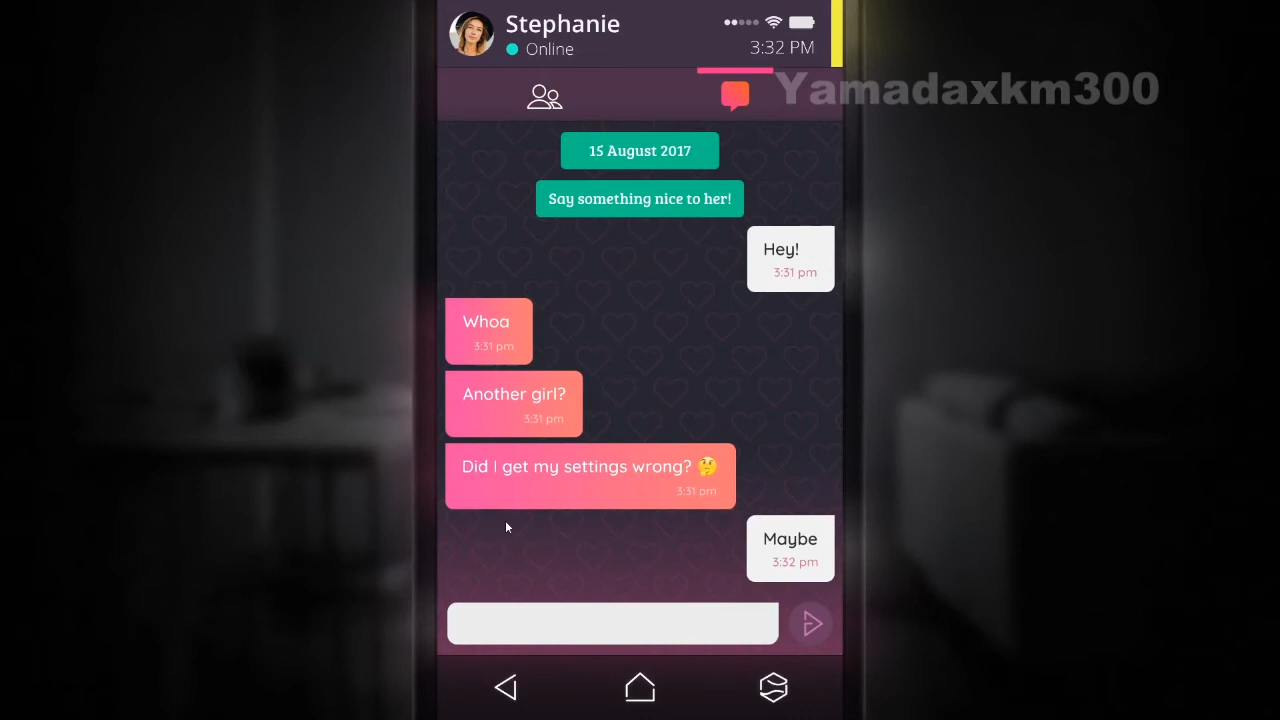 Stephanie
Online
3:32 PM
Yamadaxkm300
15 August 2017
Say something nice to her!
Hey!
3:31 pm
Whoa
3:31 pm
Another girl?
3:31 pm
Did I get my settings wrong? 🤔
3:31 pm
Maybe
3:32 pm